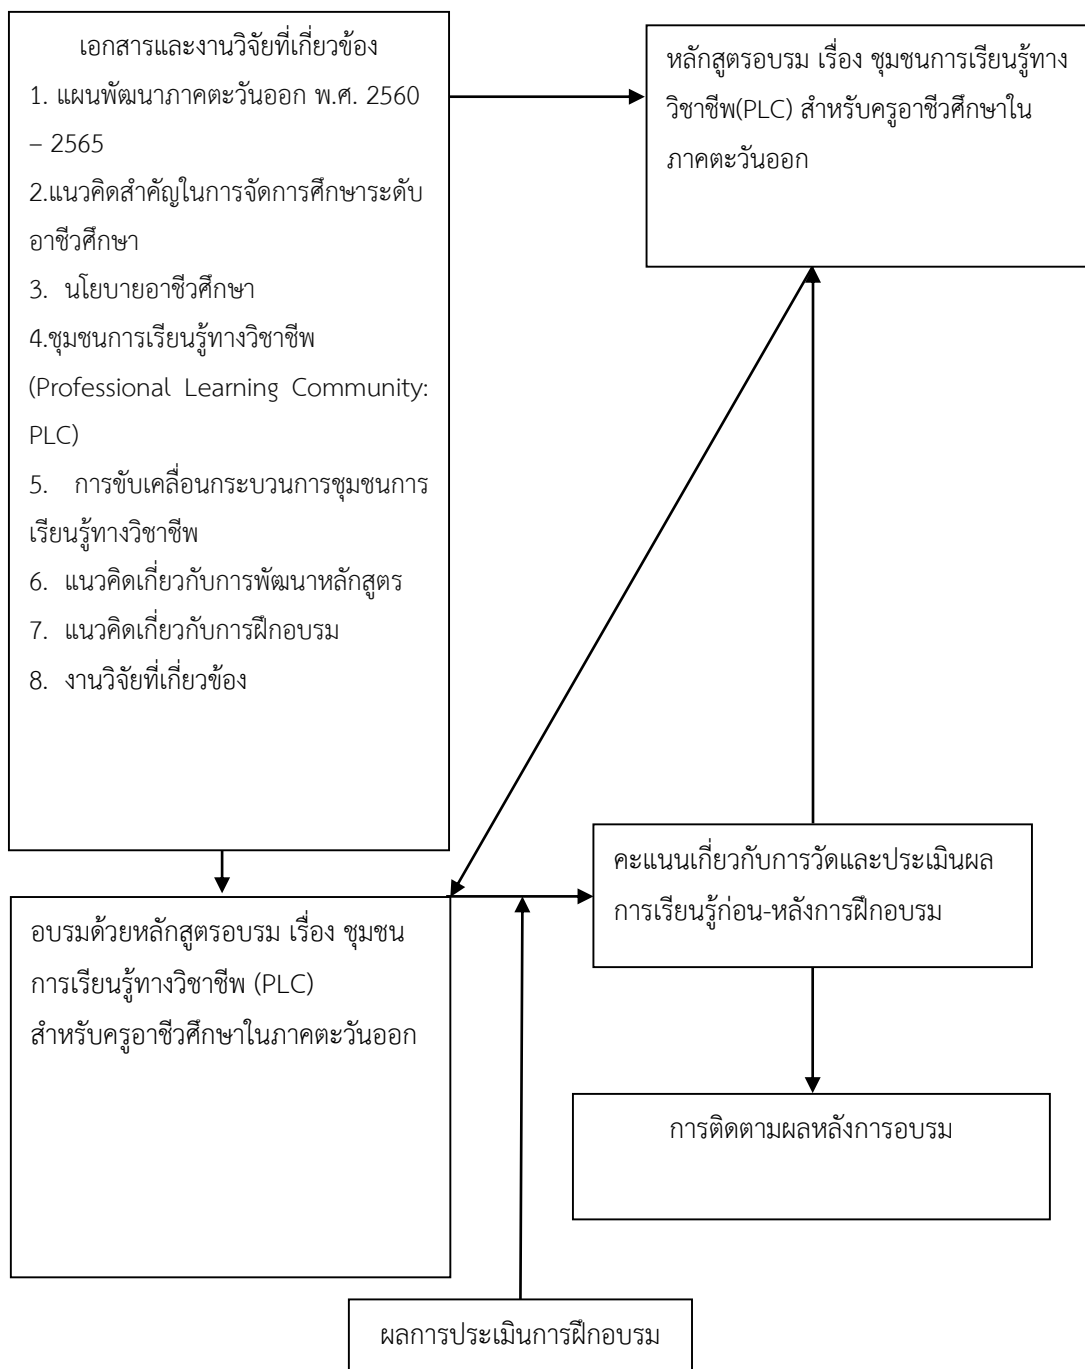 เอกสารและงานวิจัยที่เกี่ยวข้อง
1. แผนพัฒนาภาคตะวันออก พ.ศ. 2560
– 2565
2.แนวคิดสำคัญในการจัดการศึกษาระดับ
อาชีวศึกษา
3. นโยบายอาชีวศึกษา
4.ชุมชนการเรียนรู้ทางวิชาชีพ
(Professional Learning Community:
PLC)
5. การขับเคลื่อนกระบวนการชุมชนการ
เรียนรู้ทางวิชาชีพ
6. แนวคิดเกี่ยวกับการพัฒนาหลักสูตร
7. แนวคิดเกี่ยวกับการฝึกอบรม
8. งานวิจัยที่เกี่ยวข้อง
หลักสูตรอบรม เรื่อง ชุมชนการเรียนรู้ทาง
วิชาชีพ(PLC) สำหรับครูอาชีวศึกษาใน
ภาคตะวันออก
อบรมด้วยหลักสูตรอบรม เรื่อง ชุมชน
การเรียนรู้ทางวิชาชีพ (PLC)
สำหรับครูอาชีวศึกษาในภาคตะวันออก
คะแนนเกี่ยวกับการวัดและประเมินผล
การเรียนรู้ก่อน-หลังการฝึกอบรม
การติดตามผลหลังการอบรม
ผลการประเมินการฝึกอบรม